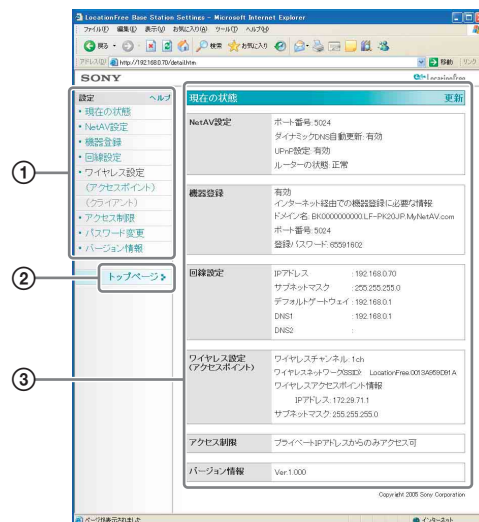 LocationFree Base Station Settings - Microsoft Internet Explorer
ファイル(F) 編集(E) 表示(V) お気に入り(A) ツール(T) ヘルプ(H)
戻る 検索 お気に入り
アドレス(D) http://192.168.0.70/detail.htm 移動 リンク
SONY LocationFree
設定 ヘルプ
・現在の状態
・NetAV設定
・機器登録
・回線設定
・ワイヤレス設定
(アクセスポイント)
(クライアント)
・アクセス制限
・パスワード変更
・バージョン情報
トップページ
①
②
③
現在の状態 更新
NetAV設定 ポート番号: 5024
ダイナミックDNS自動更新: 有効
UPnP設定: 有効
ルーターの状態: 正常
機器登録 有効
インターネット経由での機器登録に必要な情報
ドメイン名: BK0000000000.LF-PK20JP.MyNetAV.com
ポート番号: 5024
登録パスワード: 65591602
回線設定 IPアドレス : 192.168.0.70
サブネットマスク : 255.255.255.0
デフォルトゲートウェイ : 192.168.0.1
DNS1 : 192.168.0.1
DNS2 :
ワイヤレス設定 ワイヤレスチャンネル: 1ch
(アクセスポイント) ワイヤレスネットワーク(SSID): LocationFree
ワイヤレスアクセスポイント情報
IPアドレス: 172.29.71.1
サブネットマスク: 255.255.255.0
アクセス制限 プライベートIPアドレスからのみアクセス可
バージョン情報 Ver.1.000
Copyright 2005 Sony Corporation
ページが表示されました インターネット